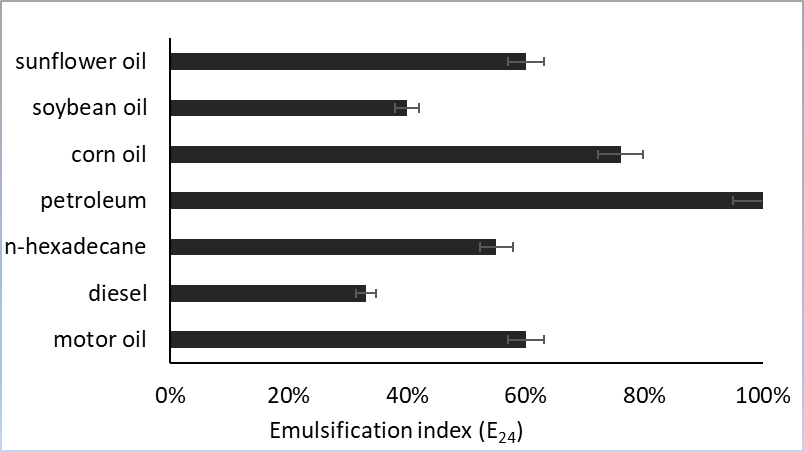 sunflower oil
soybean oil
corn oil
petroleum
n-hexadecane
diesel
motor oil
0% 20% 40% 60% 80% 100%
Emulsification index (E₂₄)